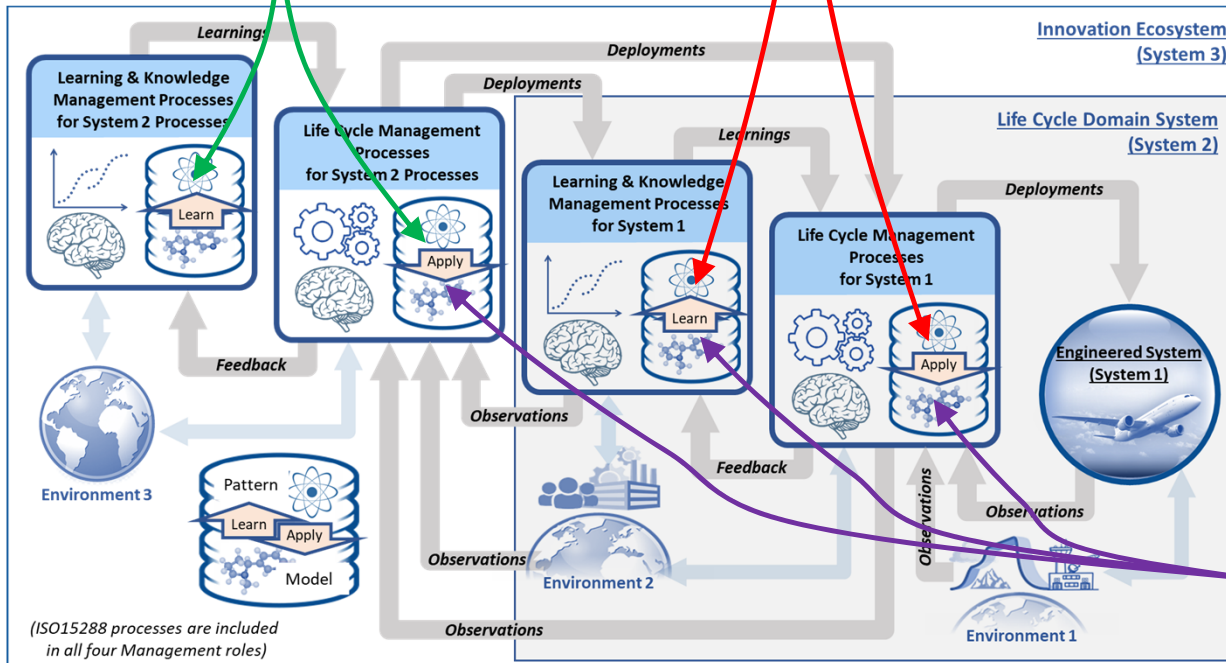 Innovation Ecosystem
(System 3)
Learnings
Deployments
Learning & Knowledge
Management Processes
for System 2 Processes
Learn
Deployments
Life Cycle Management
Processes
for System 2 Processes
Apply
Life Cycle Domain System
(System 2)
Learnings
Learning & Knowledge
Management Processes
for System 1
Learn
Deployments
Life Cycle Management
Processes
for System 1
Apply
Engineered System
(System 1)
Feedback
Observations
Feedback
Observations
Observations
Environment 3
Pattern
Learn
Apply
Model
Observations
Environment 2
Environment 1
Observations
(ISO15288 processes are included
in all four Management roles)